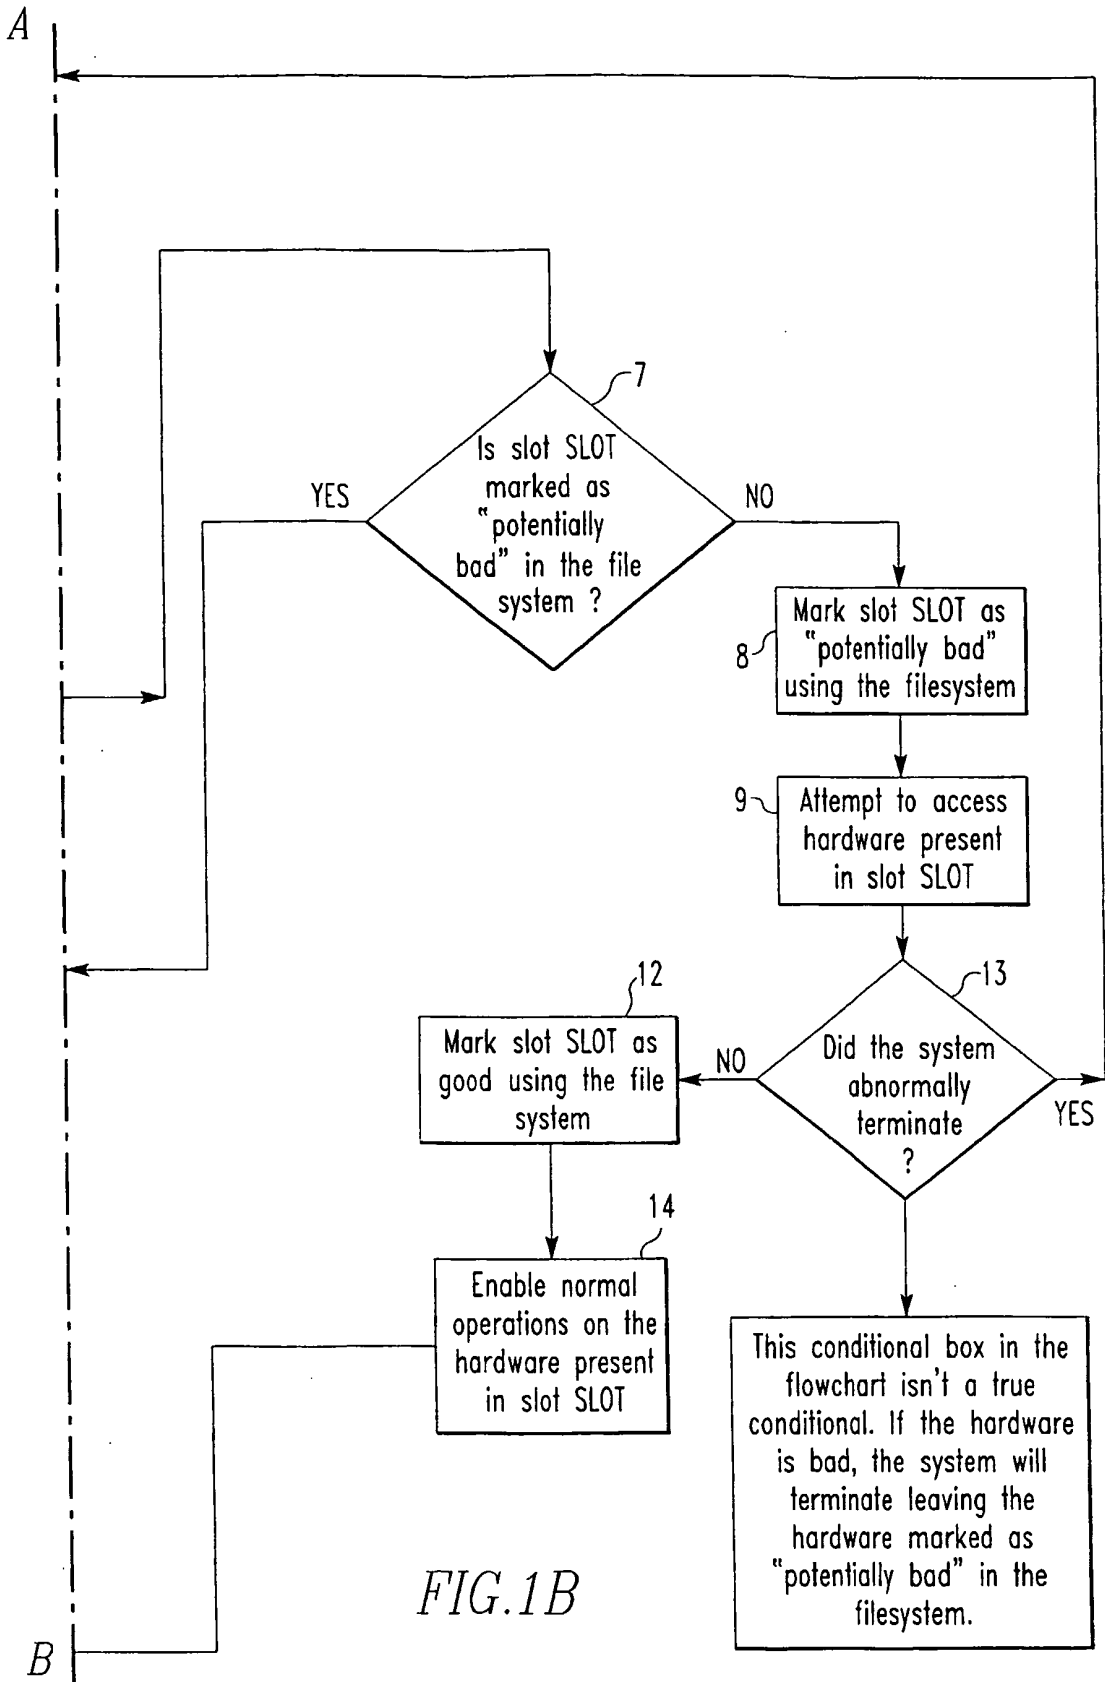 A
7
Is slot SLOT
marked as
"potentially
bad" in the file
system ?
YES
NO
8
Mark slot SLOT as
"potentially bad"
using the filesystem
9
Attempt to access
hardware present
in slot SLOT
13
Did the system
abnormally
terminate
?
NO
YES
12
Mark slot SLOT as
good using the file
system
14
Enable normal
operations on the
hardware present
in slot SLOT
This conditional box in the
flowchart isn't a true
conditional. If the hardware
is bad, the system will
terminate leaving the
hardware marked as
"potentially bad" in the
filesystem.
FIG.1B
B